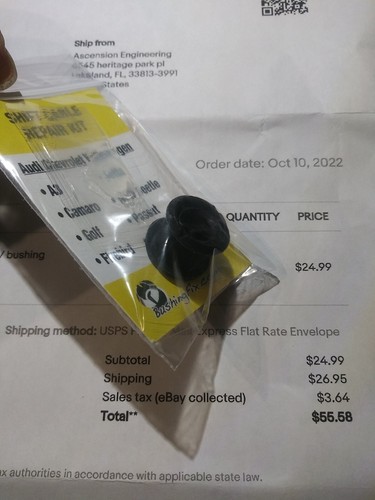 Ship from
Ascension Engineering
heritage park pl
FL, 33813-3991
States
SHIFT CABLE
REPAIR KIT
Audi Chevrolet
• A3
• Camaro
• Golf
• Passat
Order date: Oct 10, 2022
QUANTITY PRICE
/ bushing
$24.99
BushingFix
Shipping method: USPS Express Flat Rate Envelope
Subtotal $24.99
Shipping $26.95
Sales tax (eBay collected) $3.64
Total** $55.58
x authorities in accordance with applicable state law.